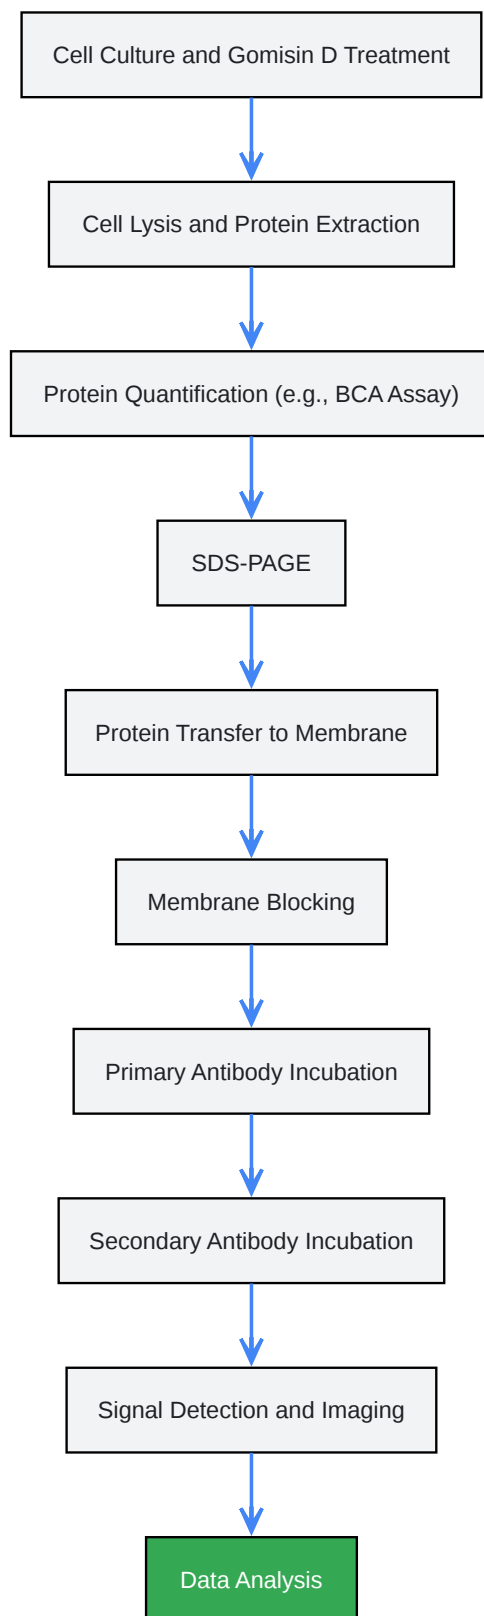 Cell Culture and Gomisin D Treatment
Cell Lysis and Protein Extraction
Protein Quantification (e.g., BCA Assay)
SDS-PAGE
Protein Transfer to Membrane
Membrane Blocking
Primary Antibody Incubation
Secondary Antibody Incubation
Signal Detection and Imaging
Data Analysis